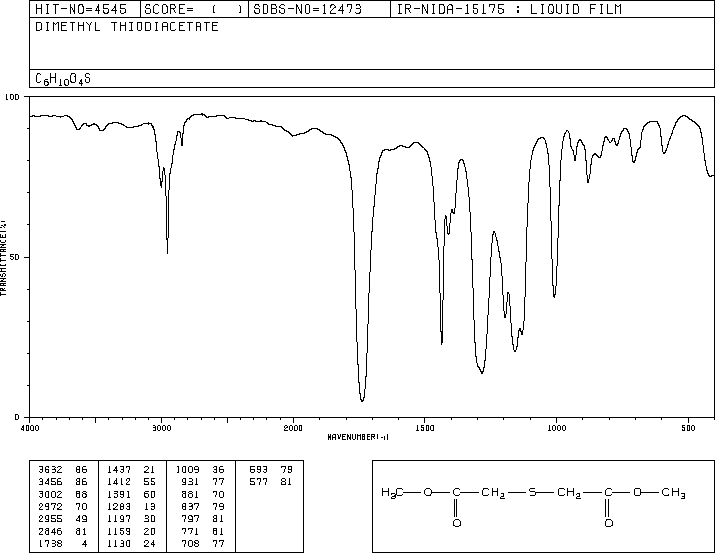 HIT-NO=4545 SCORE= ( ) SDBS-NO=12473 IR-NIDA-15175 : LIQUID FILM
DIMETHYL THIODIACETATE
C6H10O4S
100
50
0
TRANSMITTANCE(%)
4000 3000 2000 1500 1000 500
WAVENUMBER(-1)
3632 86 1437 21 1009 36 593 79
3456 86 1412 55 931 77 577 81
3002 68 1391 60 881 70
2972 70 1283 13 837 79
2955 49 1197 30 797 81
2846 81 1159 20 771 81
1738 4 1130 24 708 77
H3C—O—C—CH2—S—CH2—C—O—CH3
O O